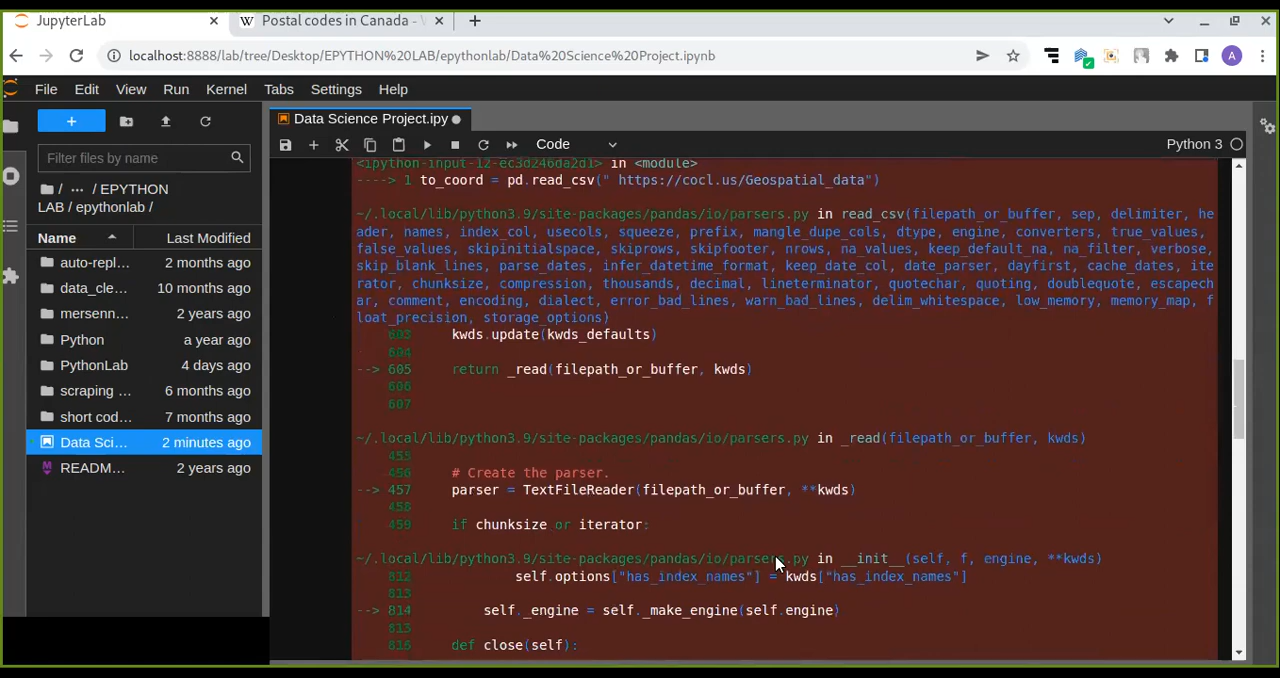 JupyterLab
Postal codes in Canada -
localhost:8888/lab/tree/Desktop/EPYTHON%20LAB/epythonlab/Data%20Science%20Project.ipynb
A
File Edit View Run Kernel Tabs Settings Help
Data Science Project.ipy
Code
Python 3
Filter files by name
/ ··· / EPYTHON
LAB / epythonlab /
Name Last Modified
auto-repl... 2 months ago
data_cle... 10 months ago
mersenn... 2 years ago
Python a year ago
PythonLab 4 days ago
scraping ... 6 months ago
short cod... 7 months ago
Data Sci... 2 minutes ago
READM... 2 years ago
<ipython-input-12-ec3d246da2d1> in <module>
----> 1 to_coord = pd.read_csv(" https://cocl.us/Geospatial_data")
~/.local/lib/python3.9/site-packages/pandas/io/parsers.py in read_csv(filepath_or_buffer, sep, delimiter, he
ader, names, index_col, usecols, squeeze, prefix, mangle_dupe_cols, dtype, engine, converters, true_values,
false_values, skipinitialspace, skiprows, skipfooter, nrows, na_values, keep_default_na, na_filter, verbose,
skip_blank_lines, parse_dates, infer_datetime_format, keep_date_col, date_parser, dayfirst, cache_dates, ite
rator, chunksize, compression, thousands, decimal, lineterminator, quotechar, quoting, doublequote, escapech
ar, comment, encoding, dialect, error_bad_lines, warn_bad_lines, delim_whitespace, low_memory, memory_map, f
loat_precision, storage_options)
603 kwds.update(kwds_defaults)
604
--> 605 return _read(filepath_or_buffer, kwds)
606
607
~/.local/lib/python3.9/site-packages/pandas/io/parsers.py in _read(filepath_or_buffer, kwds)
455
456 # Create the parser.
--> 457 parser = TextFileReader(filepath_or_buffer, **kwds)
458
459 if chunksize or iterator:
~/.local/lib/python3.9/site-packages/pandas/io/parsers.py in __init__(self, f, engine, **kwds)
812 self.options["has_index_names"] = kwds["has_index_names"]
813
--> 814 self._engine = self._make_engine(self.engine)
815
816 def close(self):